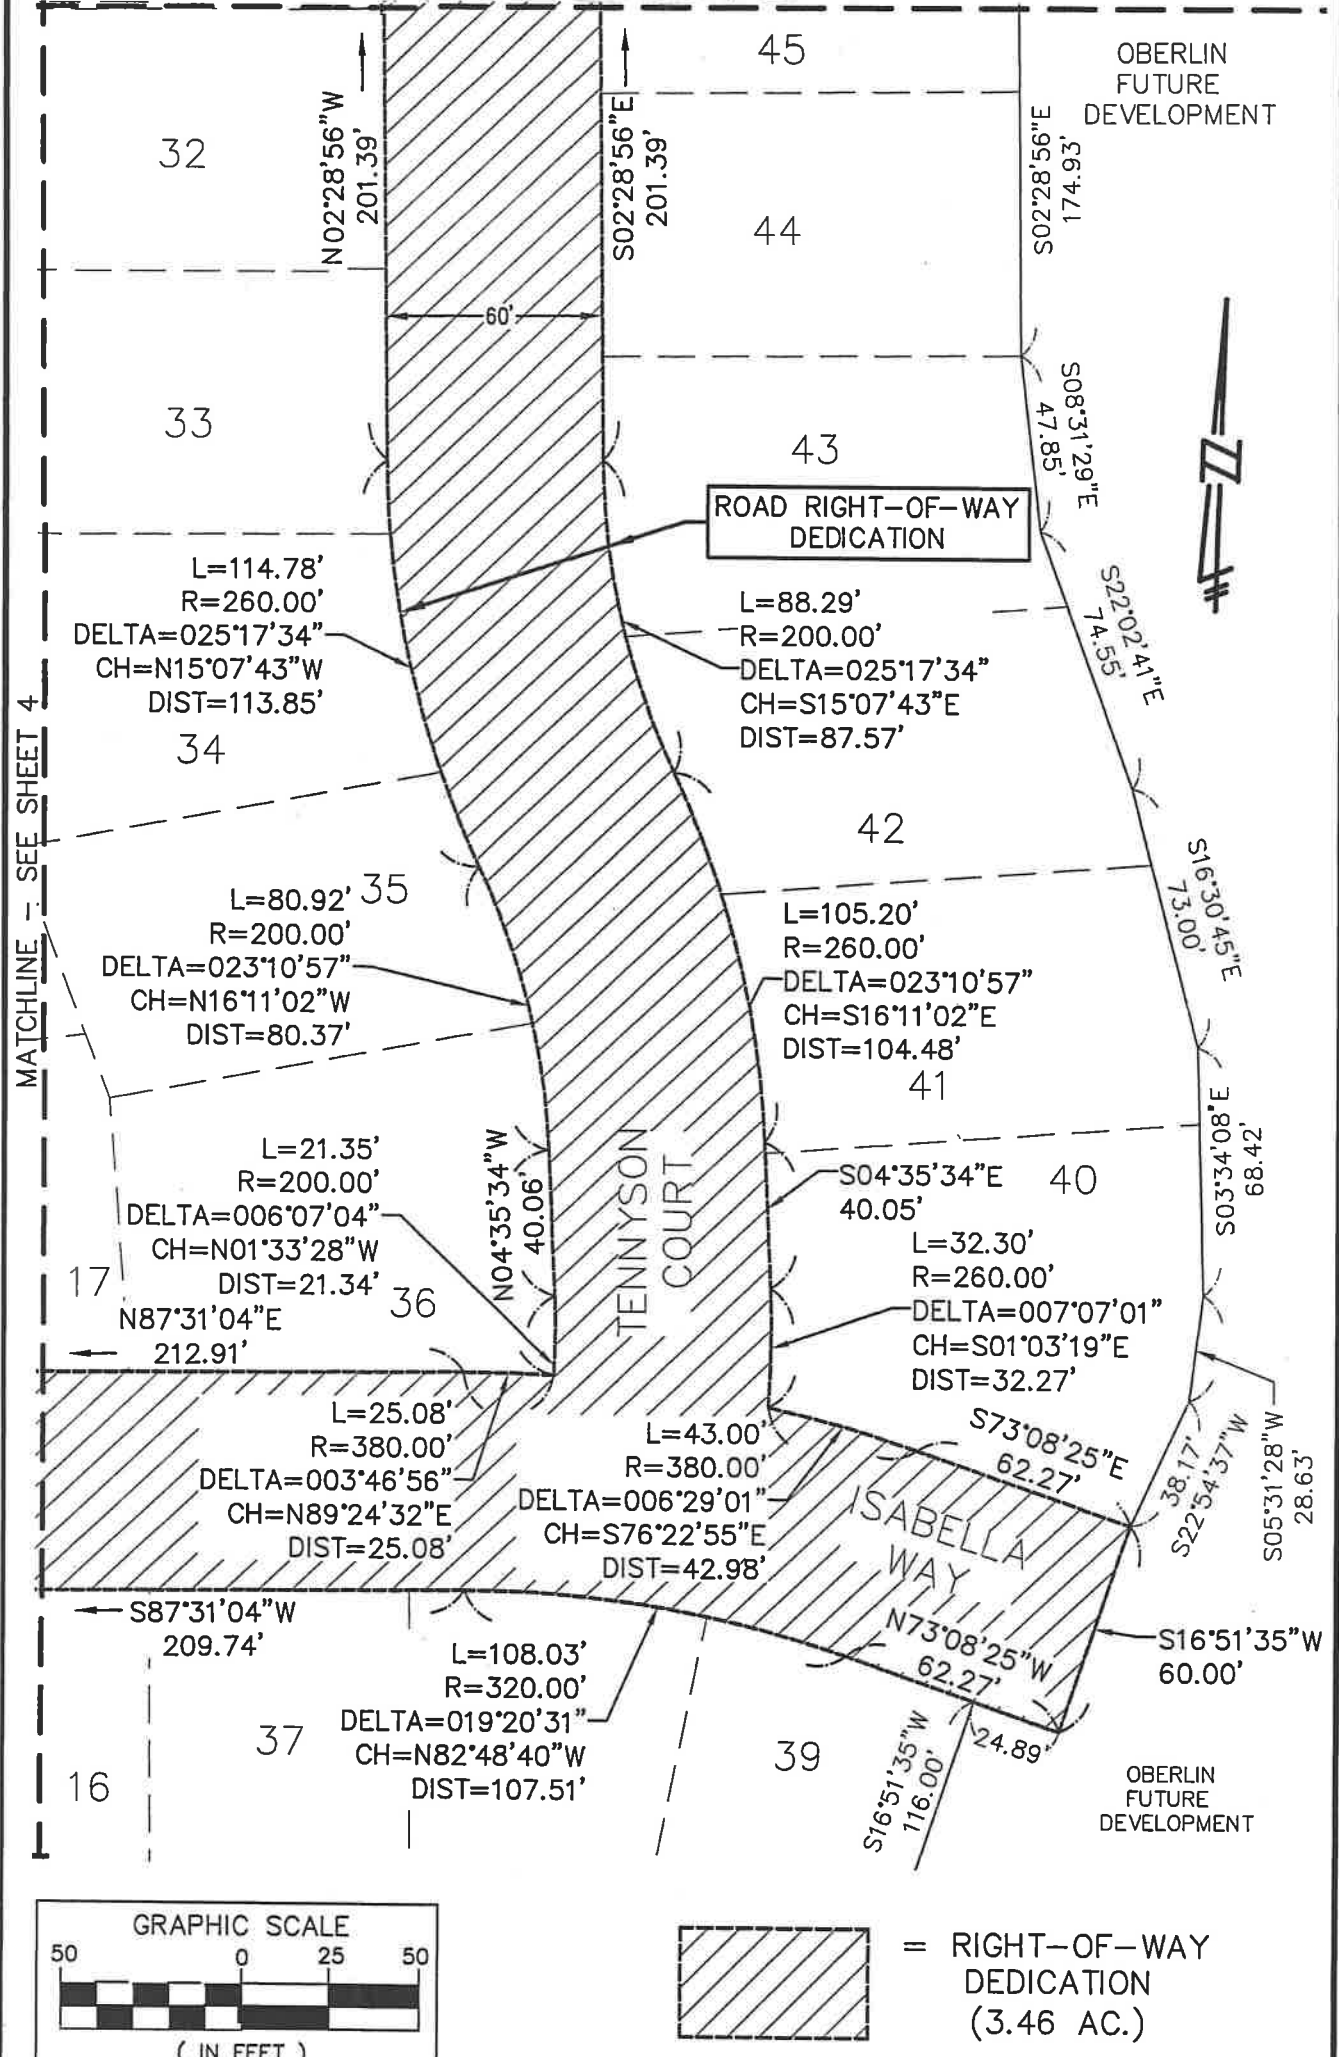 45
OBERLIN
FUTURE
DEVELOPMENT
32
N02°28'56"W
201.39'
S02°28'56"E
201.39'
S02°28'56"E
174.93'
44
60'
33
43
S08°31'29"E
47.85'
ROAD RIGHT-OF-WAY
DEDICATION
L=114.78'
R=260.00'
DELTA=025°17'34"
CH=N15°07'43"W
DIST=113.85'
L=88.29'
R=200.00'
DELTA=025°17'34"
CH=S15°07'43"E
DIST=87.57'
S22°02'41"E
74.55'
34
MATCHLINE - SEE SHEET 4
42
S16°30'45"E
73.00'
35
L=80.92'
R=200.00'
DELTA=023°10'57"
CH=N16°11'02"W
DIST=80.37'
L=105.20'
R=260.00'
DELTA=023°10'57"
CH=S16°11'02"E
DIST=104.48'
41
L=21.35'
R=200.00'
DELTA=006°07'04"
CH=N01°33'28"W
DIST=21.34'
N04°35'34"W
40.06'
TENNYSON
COURT
S04°35'34"E
40.05'
40
S03°34'08"E
68.42'
L=32.30'
R=260.00'
DELTA=007°07'01"
CH=S01°03'19"E
DIST=32.27'
17
36
N87°31'04"E
212.91'
L=25.08'
R=380.00'
DELTA=003°46'56"
CH=N89°24'32"E
DIST=25.08'
L=43.00'
R=380.00'
DELTA=006°29'01"
CH=S76°22'55"E
DIST=42.98'
S73°08'25"E
62.27'
38.17'
S22°54'37"W
S05°31'28"W
28.63'
ISABELLA
WAY
S87°31'04"W
209.74'
N73°08'25"W
62.27'
S16°51'35"W
60.00'
L=108.03'
R=320.00'
DELTA=019°20'31"
CH=N82°48'40"W
DIST=107.51'
37
39
24.89'
S16°51'35"W
116.00'
16
OBERLIN
FUTURE
DEVELOPMENT
GRAPHIC SCALE
50 0 25 50
( IN FEET )
= RIGHT-OF-WAY
DEDICATION
(3.46 AC.)